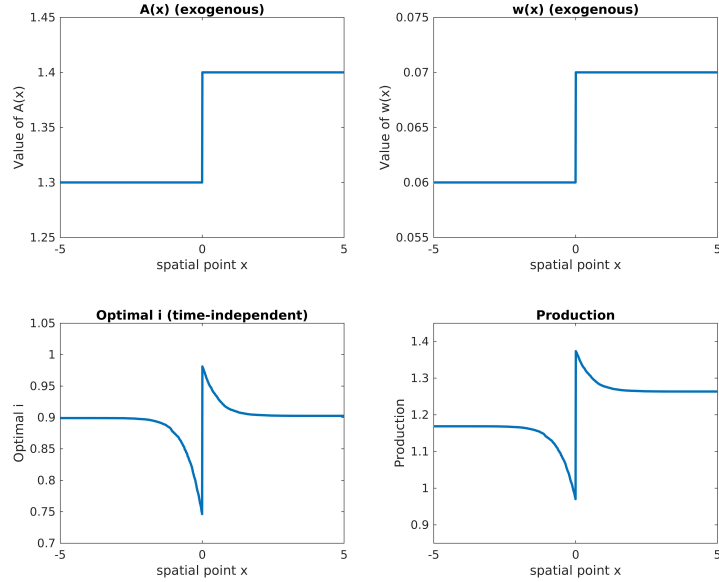 A(x) (exogenous)
1.45
1.4
1.35
1.3
1.25
Value of A(x)
-5 0 5
spatial point x
w(x) (exogenous)
0.075
0.07
0.065
0.06
0.055
Value of w(x)
-5 0 5
spatial point x
Optimal i (time-independent)
1.05
1
0.95
0.9
0.85
0.8
0.75
0.7
Optimal i
-5 0 5
spatial point x
Production
1.4
1.3
1.2
1.1
1
0.9
Production
-5 0 5
spatial point x